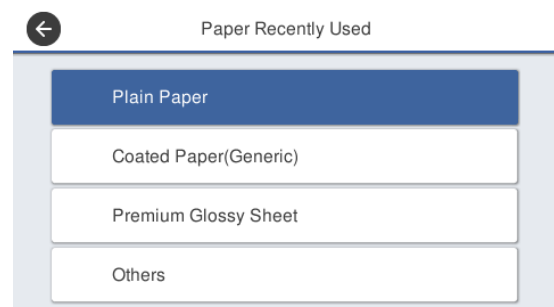 Paper Recently Used
Plain Paper
Coated Paper(Generic)
Premium Glossy Sheet
Others